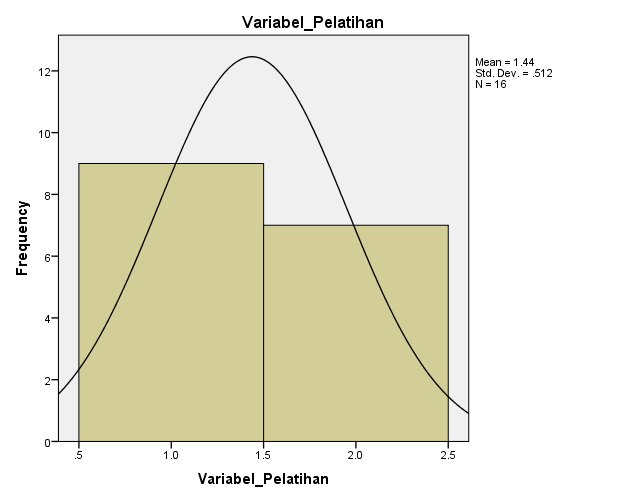 Variabel_Pelatihan
Mean = 1.44
Std. Dev. = .512
N = 16
12
10
8
6
4
2
0
Frequency
.5 1.0 1.5 2.0 2.5
Variabel_Pelatihan